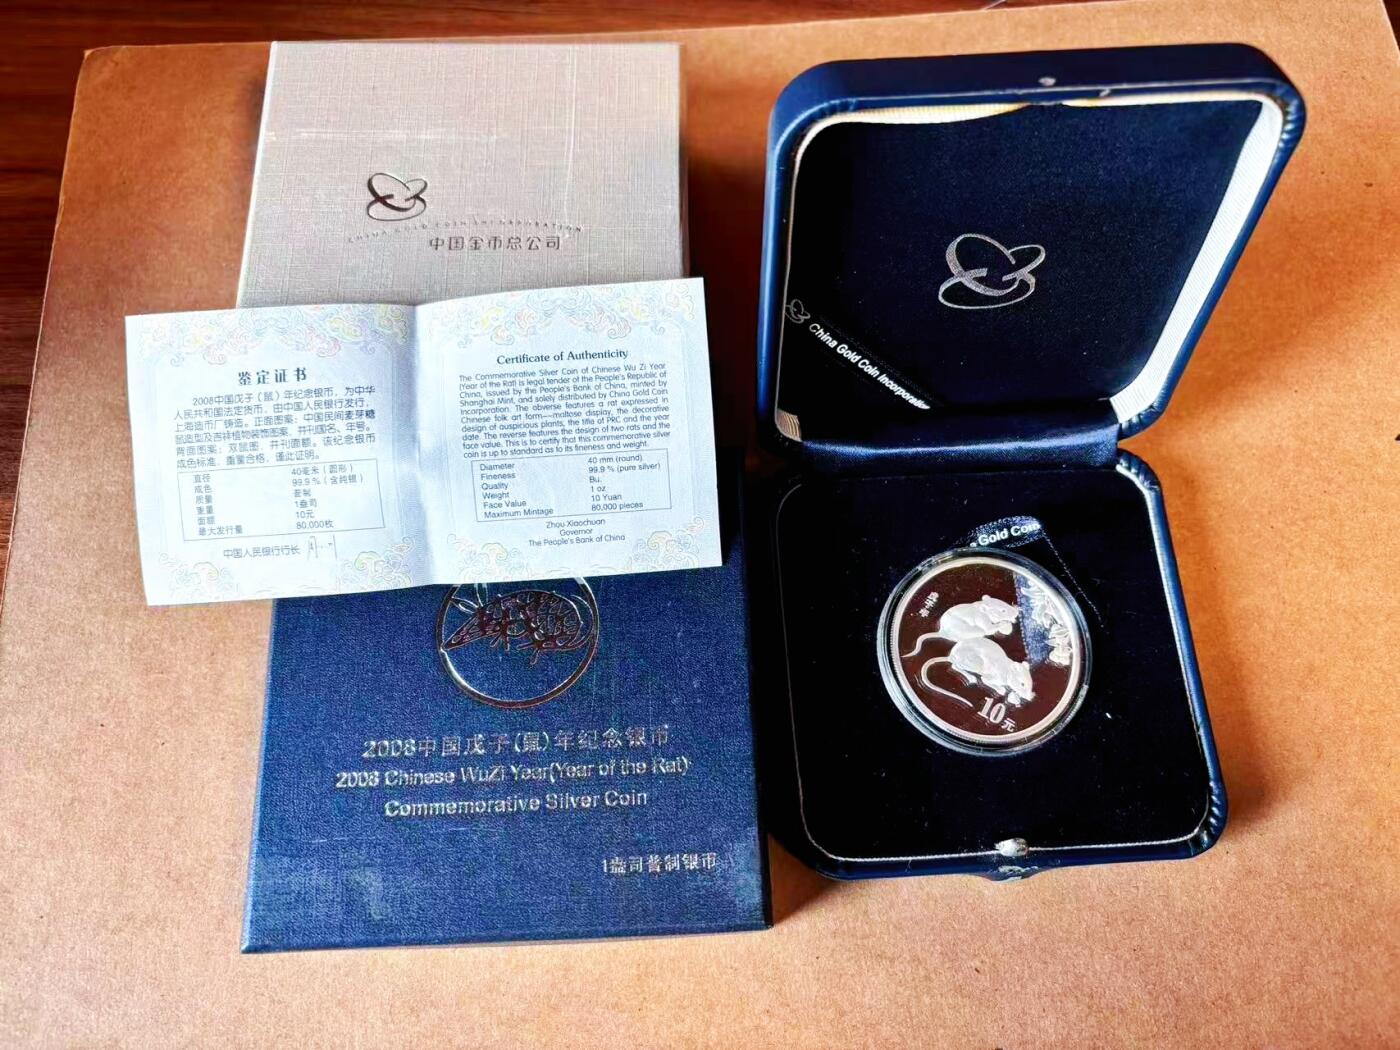 CHINA GOLD COIN INCORPORATION
中国金币总公司
鉴定证书
2008中国戊子(鼠)年纪念银币,为中华
人民共和国法定货币,由中国人民银行发行,
上海造币厂铸造。正面图案:中国民间麦芽糖
鼠造型及吉祥植物装饰图案,并刊国名、年号。
背面图案:双鼠图,并刊面额。该纪念银币
成色标准,重量合格,谨此证明。
直径 40毫米(圆形)
成色 99.9%(含纯银)
质量 普制
重量 1盎司
面额 10元
最大发行量 80,000枚
中国人民银行行长
Certificate of Authenticity
The Commemorative Silver Coin of Chinese Wu Zi Year
(Year of the Rat) is legal tender of the People's Republic of
China, issued by the People's Bank of China, minted by
Shanghai Mint, and solely distributed by China Gold Coin
Incorporation. The obverse features a rat expressed in
Chinese folk art form—maltose display, the decorative
design of auspicious plants, the title of PRC and the year
date. The reverse features the design of two rats and the
face value. This is to certify that this commemorative silver
coin is up to standard as to its fineness and weight.
Diameter 40 mm (round)
Fineness 99.9 % (pure silver)
Quality Bu.
Weight 1 oz
Face Value 10 Yuan
Maximum Mintage 80,000 pieces
Zhou Xiaochuan
Governor
The People's Bank of China
2008中国戊子(鼠)年纪念银币
2008 Chinese WuZi Year(Year of the Rat)
Commemorative Silver Coin
1盎司普制银币
China Gold Coin Incorporation
Gold Coin
戊子年
10元